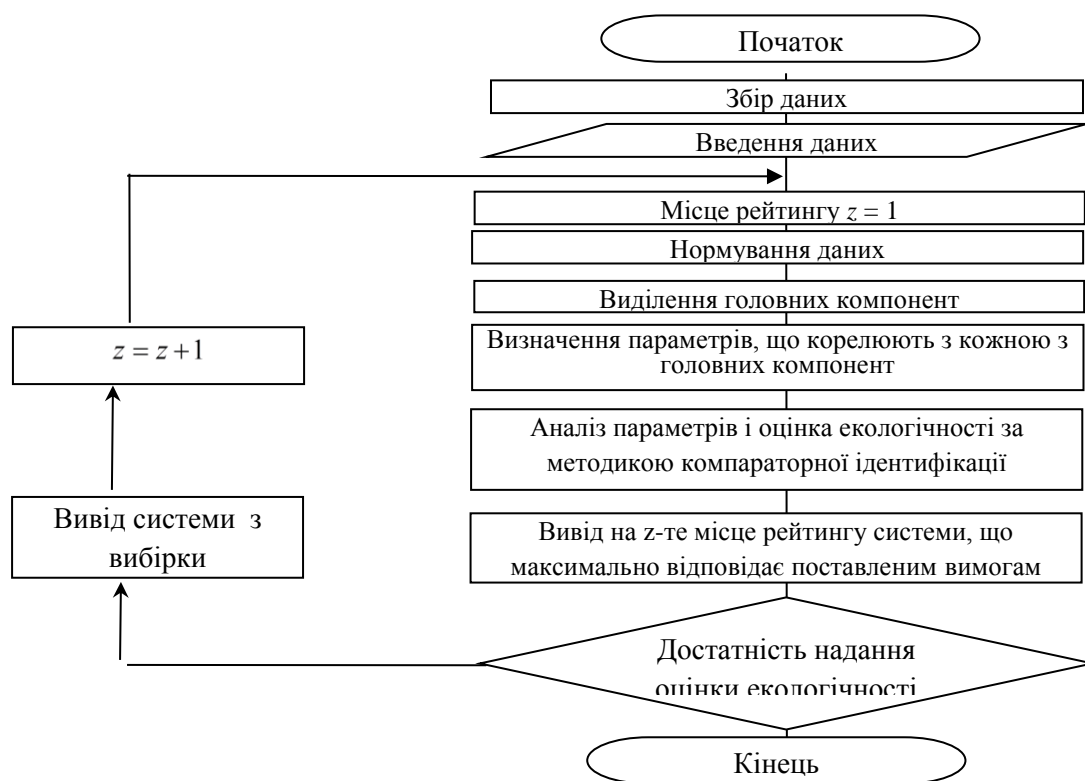 Початок
Збір даних
Введення даних
Місце рейтингу z = 1
Нормування даних
Виділення головних компонент
Визначення параметрів, що корелюють з кожною з
головних компонент
Аналіз параметрів і оцінка екологічності за
методикою компараторної ідентифікації
Вивід на z-те місце рейтингу системи, що
максимально відповідає поставленим вимогам
Достатність надання
оцінки екологічності
Кінець
Вивід системи з
вибірки
z = z +1